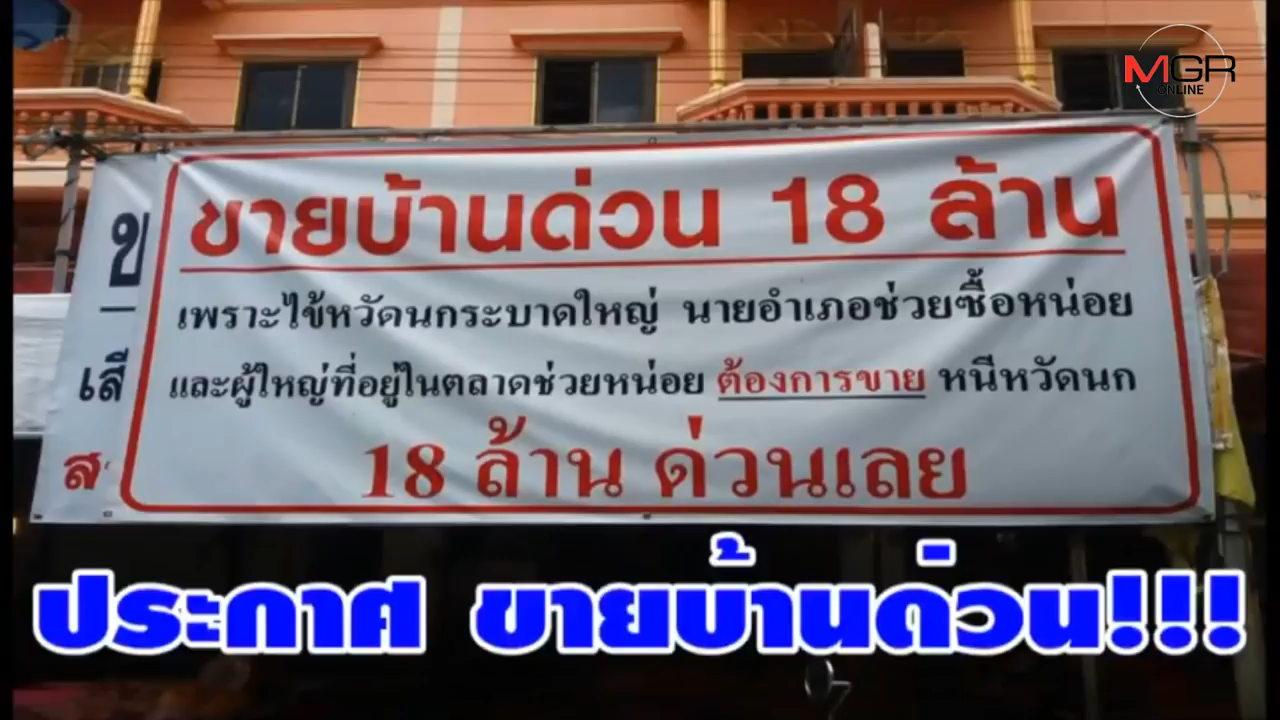 MGR
ONLINE
ขายบ้านด่วน 18 ล้าน
เพราะไข้หวัดนกระบาดใหญ่ นายอำเภอช่วยซื้อหน่อย
และผู้ใหญ่ที่อยู่ในตลาดช่วยหน่อย ต้องการขาย หนีหวัดนก
18 ล้าน ด่วนเลย
ประกาศ ขายบ้านด่วน!!!